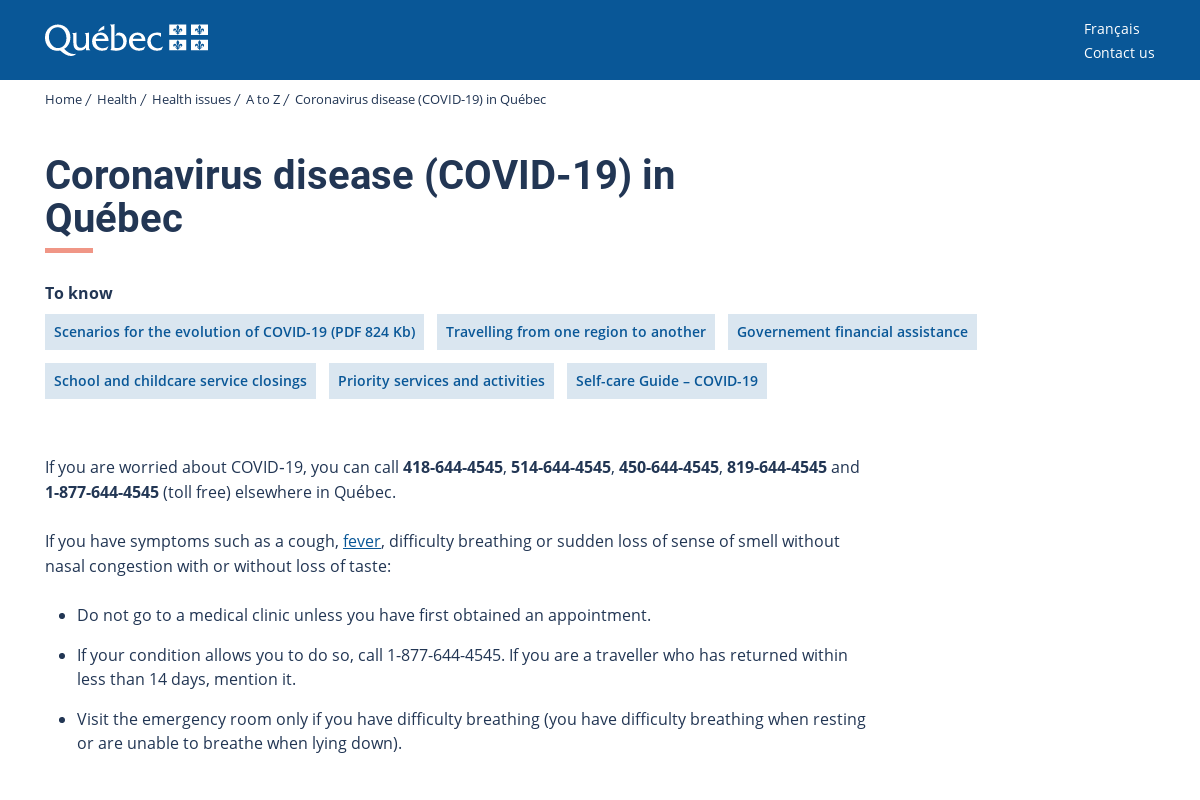 Québec
Français
Contact us
Home / Health / Health issues / A to Z / Coronavirus disease (COVID-19) in Québec
Coronavirus disease (COVID-19) in
Québec
To know
Scenarios for the evolution of COVID-19 (PDF 824 Kb) Travelling from one region to another Governement financial assistance
School and childcare service closings Priority services and activities Self-care Guide – COVID-19
If you are worried about COVID-19, you can call 418-644-4545, 514-644-4545, 450-644-4545, 819-644-4545 and
1-877-644-4545 (toll free) elsewhere in Québec.
If you have symptoms such as a cough, fever, difficulty breathing or sudden loss of sense of smell without
nasal congestion with or without loss of taste:
• Do not go to a medical clinic unless you have first obtained an appointment.
• If your condition allows you to do so, call 1-877-644-4545. If you are a traveller who has returned within
less than 14 days, mention it.
• Visit the emergency room only if you have difficulty breathing (you have difficulty breathing when resting
or are unable to breathe when lying down).